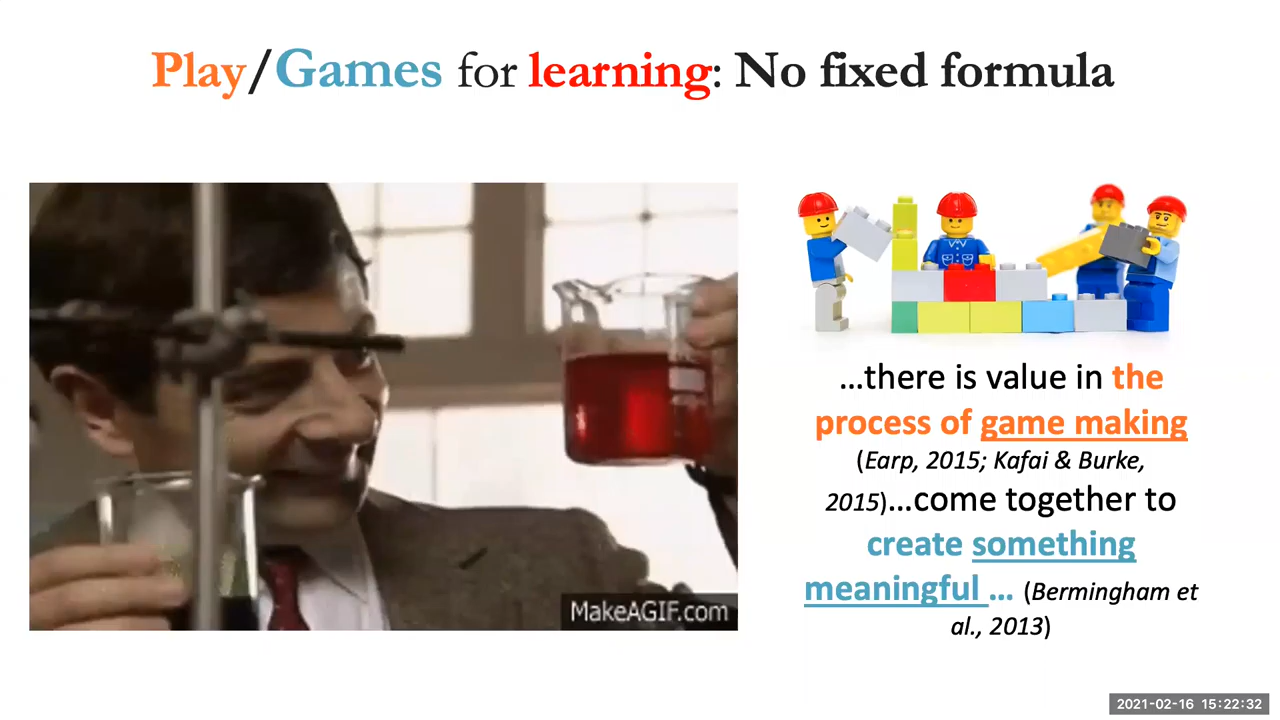 Play/Games for learning: No fixed formula
MakeAGIF.com
...there is value in the
process of game making
(Earp, 2015; Kafai & Burke,
2015)...come together to
create something
meaningful ... (Bermingham et
al., 2013)
2021-02-16 15:22:32